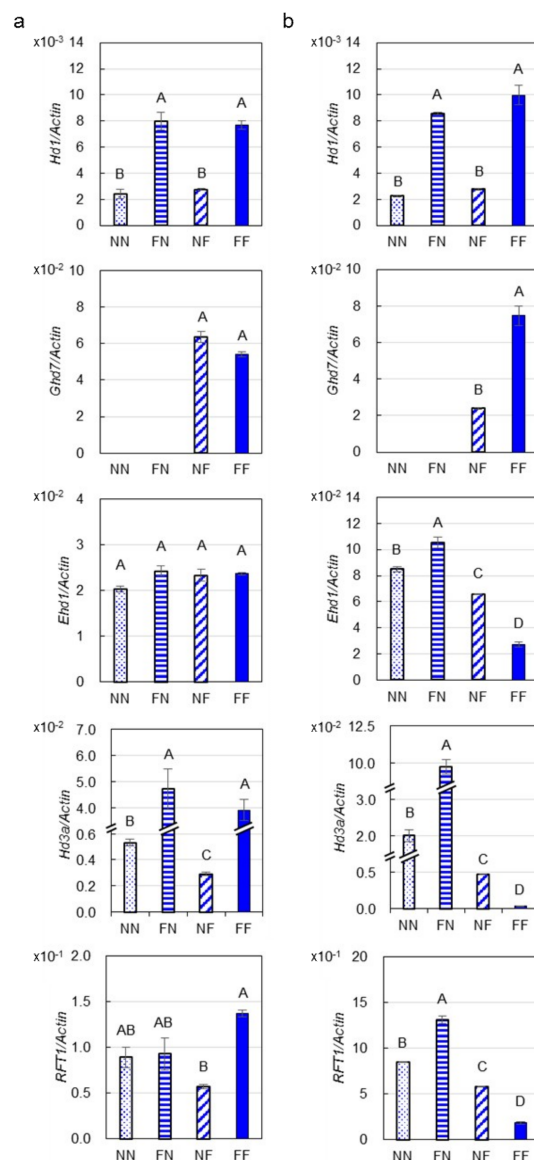 a
b
x10-3
14
12
10
8
6
4
2
0
Hd1/Actin
B
A
B
A
NN FN NF FF
x10-3
14
12
10
8
6
4
2
0
Hd1/Actin
B
A
B
A
NN FN NF FF
x10-2
10
8
6
4
2
0
Ghd7/Actin
A
A
NN FN NF FF
x10-2
10
8
6
4
2
0
Ghd7/Actin
B
A
NN FN NF FF
x10-2
4
3
2
1
0
Ehd1/Actin
A
A
A
A
NN FN NF FF
x10-2
14
12
10
8
6
4
2
0
Ehd1/Actin
B
A
C
D
NN FN NF FF
x10-2
7.0
6.0
5.0
4.0
0.6
0.4
0.2
0.0
Hd3a/Actin
B
A
C
A
NN FN NF FF
x10-2
12.5
10.0
3.0
2.0
0.5
0.0
Hd3a/Actin
B
A
C
D
NN FN NF FF
x10-1
2.0
1.5
1.0
0.5
0.0
RFT1/Actin
AB
AB
B
A
NN FN NF FF
x10-1
20
15
10
5
0
RFT1/Actin
B
A
C
D
NN FN NF FF